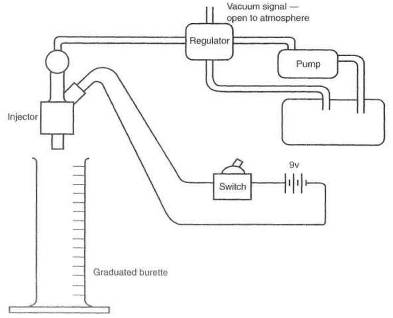 Vacuum signal —
open to atmosphere
Regulator
Pump
Injector
9v
Switch
Graduated burette